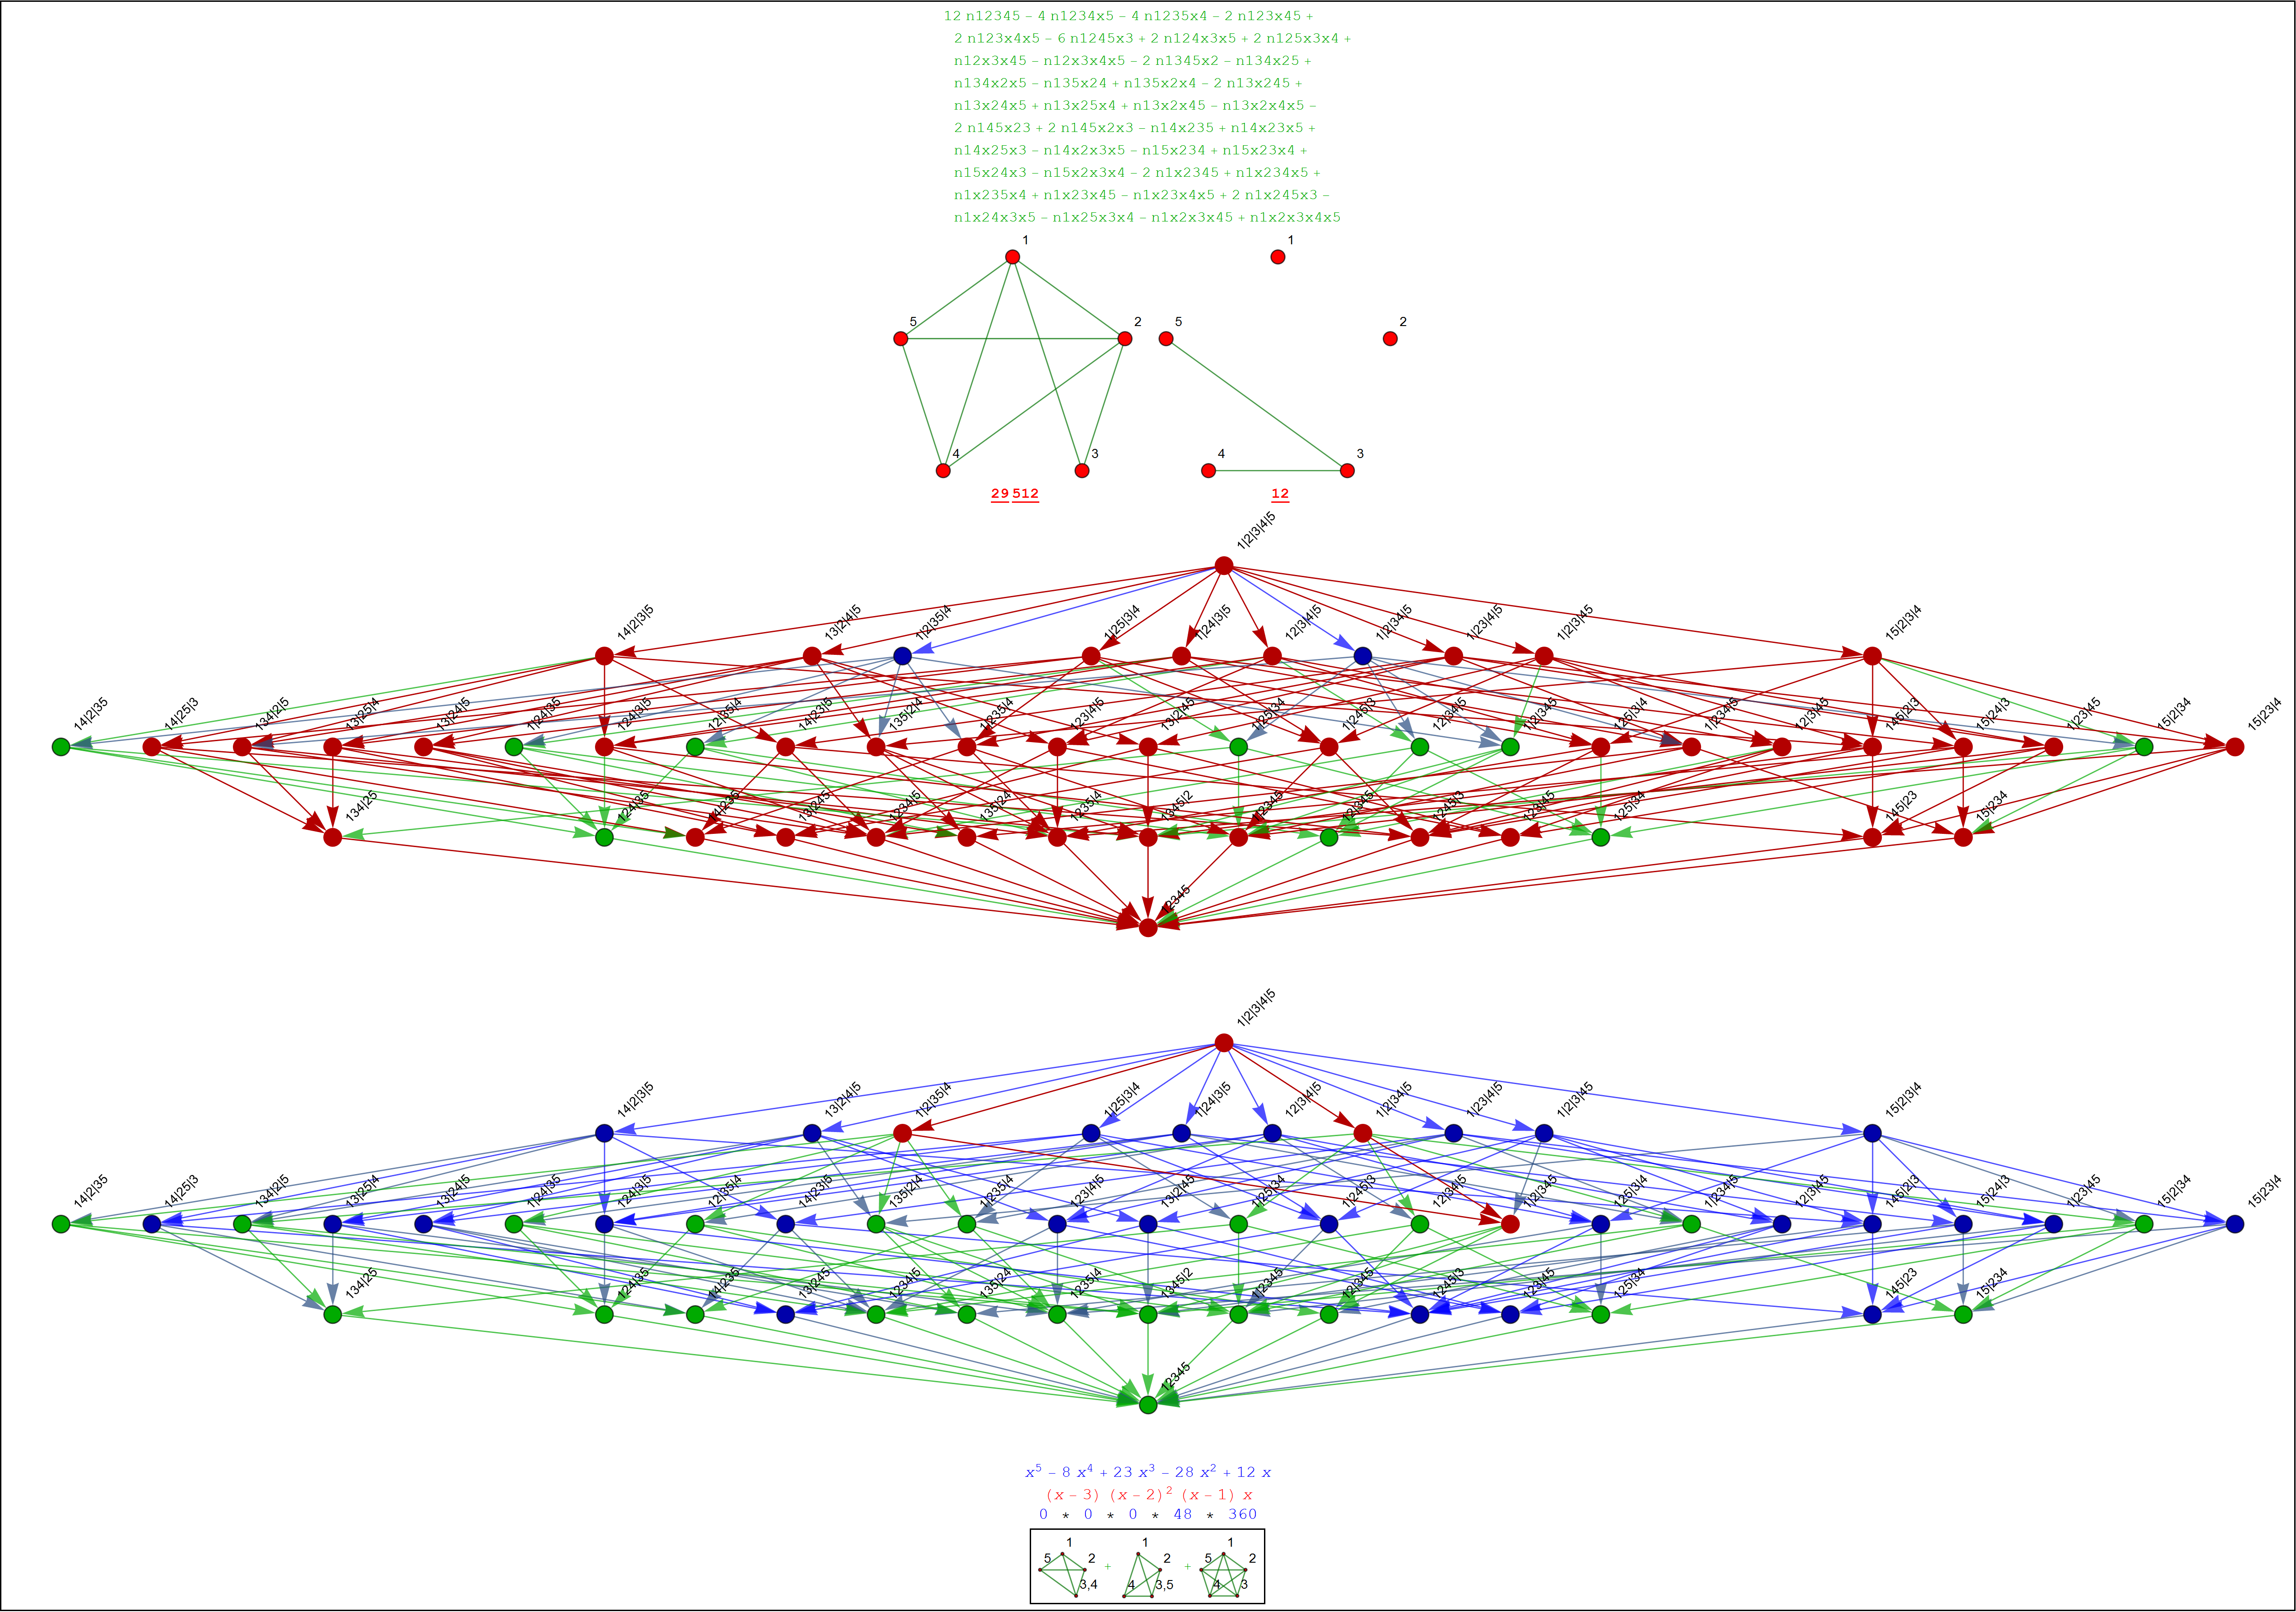 12 n12345 – 4 n1234x5 – 4 n1235x4 – 2 n123x45 +
2 n123x4x5 – 6 n1245x3 + 2 n124x3x5 + 2 n125x3x4 +
n12x3x45 – n12x3x4x5 – 2 n1345x2 – n134x25 +
n134x2x5 – n135x24 + n135x2x4 – 2 n13x245 +
n13x24x5 + n13x25x4 + n13x2x45 – n13x2x4x5 –
2 n145x23 + 2 n145x2x3 – n14x235 + n14x23x5 +
n14x25x3 – n14x2x3x5 – n15x234 + n15x23x4 +
n15x24x3 – n15x2x3x4 – 2 n1x2345 + n1x234x5 +
n1x235x4 + n1x23x45 – n1x23x4x5 + 2 n1x245x3 –
n1x24x3x5 – n1x25x3x4 – n1x2x3x45 + n1x2x3x4x5
1 1
5 2 5 2
4 3 4 3
29 512 12
1|2|3|4|5
14|2|3|5 13|2|4|5 1|2|35|4 1|25|3|4 1|24|3|5 12|3|4|5 1|2|34|5 1|23|4|5 1|2|3|45 15|2|3|4
14|2|35 14|25|3 134|2|5 13|25|4 13|24|5 1|24|35 124|3|5 12|35|4 14|23|5 135|2|4 1|235|4 123|4|5 13|2|45 1|25|34 1|245|3 12|34|5 1|2|345 125|3|4 1|234|5 12|3|45 145|2|3 15|24|3 1|23|45 15|2|34 15|23|4
134|25 124|35 14|235 13|245 1234|5 135|24 1235|4 1345|2 1|2345 12|345 1245|3 123|45 125|34 145|23 15|234
12345
1|2|3|4|5
14|2|3|5 13|2|4|5 1|2|35|4 1|25|3|4 1|24|3|5 12|3|4|5 1|2|34|5 1|23|4|5 1|2|3|45 15|2|3|4
14|2|35 14|25|3 134|2|5 13|25|4 13|24|5 1|24|35 124|3|5 12|35|4 14|23|5 135|2|4 1|235|4 123|4|5 13|2|45 1|25|34 1|245|3 12|34|5 1|2|345 125|3|4 1|234|5 12|3|45 145|2|3 15|24|3 1|23|45 15|2|34 15|23|4
134|25 124|35 14|235 13|245 1234|5 135|24 1235|4 1345|2 1|2345 12|345 1245|3 123|45 125|34 145|23 15|234
12345
x⁵ – 8 x⁴ + 23 x³ – 28 x² + 12 x
(x – 3) (x – 2)² (x – 1) x
0 * 0 * 0 * 48 * 360
1 1 1
5 2 + 2 + 5 2
3,4 4 3,5 4 3